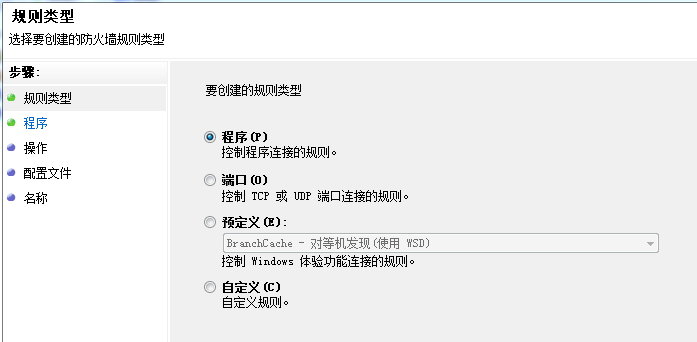 规则类型
选择要创建的防火墙规则类型
步骤:
规则类型
程序
操作
配置文件
名称
要创建的规则类型
程序(P)
控制程序连接的规则。
端口(O)
控制 TCP 或 UDP 端口连接的规则。
预定义(E):
BranchCache - 对等机发现(使用 WSD)
控制 Windows 体验功能连接的规则。
自定义(C)
自定义规则。